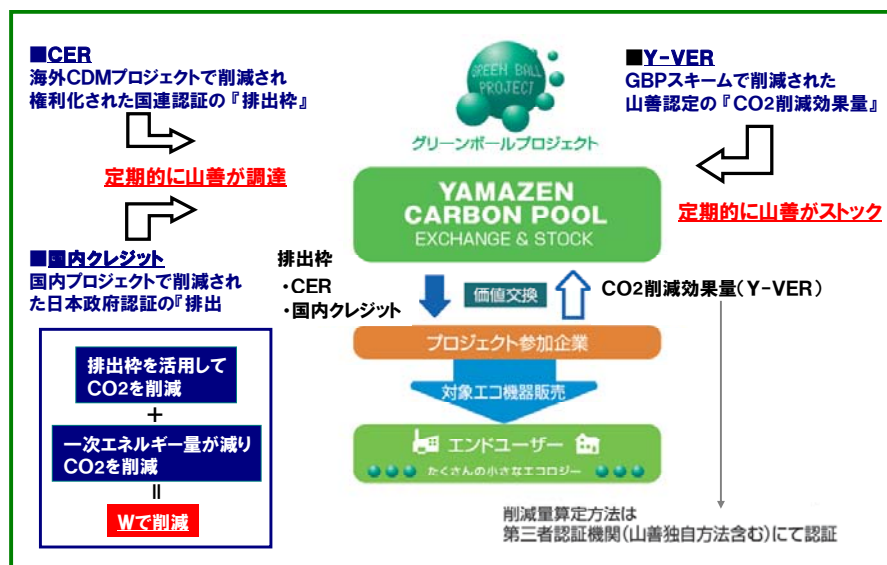 ■CER
海外CDMプロジェクトで削減され
権利化された国連認証の『排出枠』
定期的に山善が調達
■国内クレジット
国内プロジェクトで削減され
た日本政府認証の『排出
排出枠を活用して
CO2を削減
+
一次エネルギー量が減り
CO2を削減
=
Wで削減
GREEN BALL
PROJECT
グリーンボールプロジェクト
YAMAZEN
CARBON POOL
EXCHANGE & STOCK
排出枠
・CER
・国内クレジット
価値交換
CO2削減効果量(Y-VER)
プロジェクト参加企業
対象エコ機器販売
エンドユーザー
たくさんの小さなエコロジー
■Y-VER
GBPスキームで削減された
山善認定の『CO2削減効果量』
定期的に山善がストック
削減量算定方法は
第三者認証機関(山善独自方法含む)にて認証